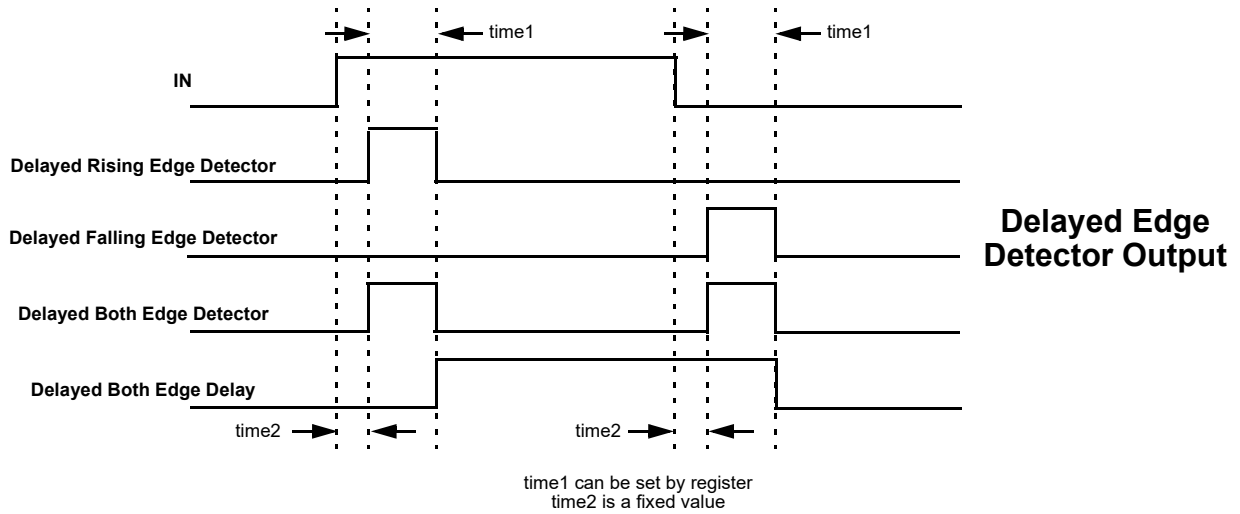 time1
time1
IN
Delayed Rising Edge Detector
Delayed Falling Edge Detector
Delayed Edge
Detector Output
Delayed Both Edge Detector
Delayed Both Edge Delay
time2
time2
time1 can be set by register
time2 is a fixed value